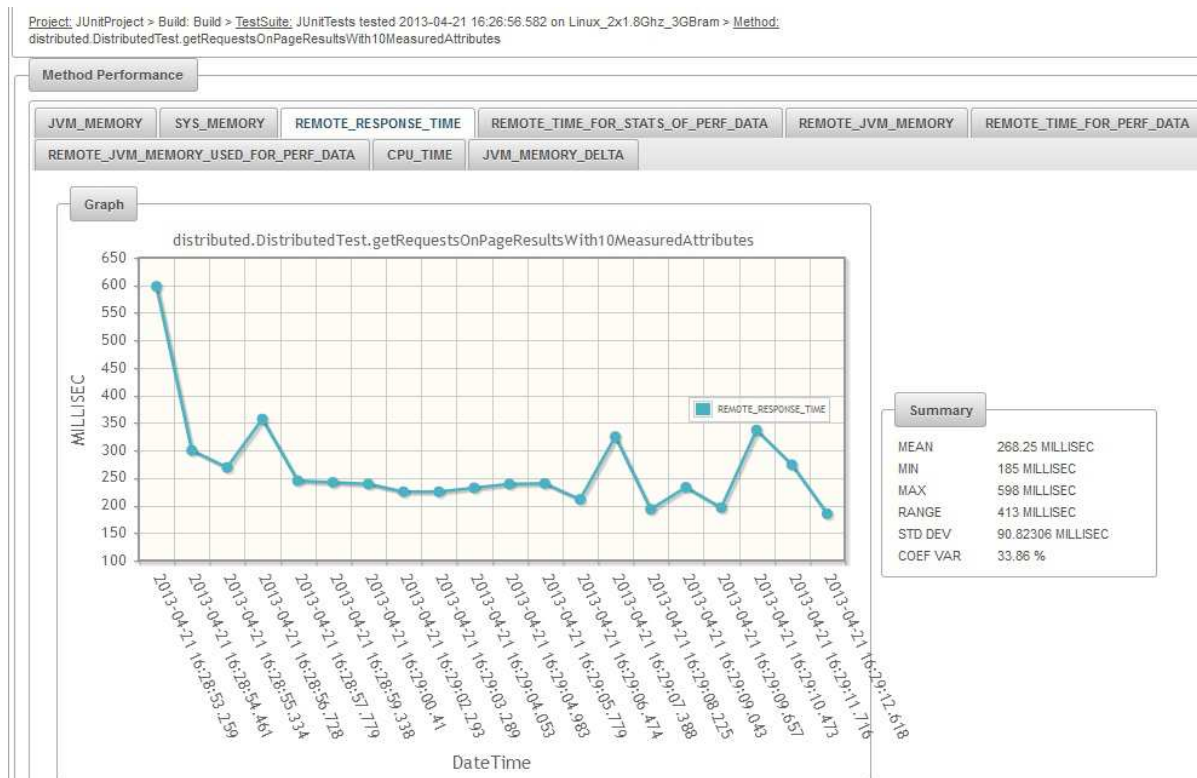 Project: JUnitProject > Build: Build > TestSuite: JUnitTests tested 2013-04-21 16:26:56.582 on Linux_2x1.8Ghz_3GBram > Method:
distributed.DistributedTest.getRequestsOnPageResultsWith10MeasuredAttributes
Method Performance
JVM_MEMORY SYS_MEMORY REMOTE_RESPONSE_TIME REMOTE_TIME_FOR_STATS_OF_PERF_DATA REMOTE_JVM_MEMORY REMOTE_TIME_FOR_PERF_DATA
REMOTE_JVM_MEMORY_USED_FOR_PERF_DATA CPU_TIME JVM_MEMORY_DELTA
Graph
distributed.DistributedTest.getRequestsOnPageResultsWith10MeasuredAttributes
650
600
550
500
450
400
350
300
250
200
150
100
MILLISEC
REMOTE_RESPONSE_TIME
2013-04-21 16:28:53.259
2013-04-21 16:28:54.461
2013-04-21 16:28:55.334
2013-04-21 16:28:56.728
2013-04-21 16:28:57.779
2013-04-21 16:28:59.338
2013-04-21 16:29:00.41
2013-04-21 16:29:02.293
2013-04-21 16:29:03.289
2013-04-21 16:29:04.053
2013-04-21 16:29:04.983
2013-04-21 16:29:05.779
2013-04-21 16:29:06.474
2013-04-21 16:29:07.388
2013-04-21 16:29:08.225
2013-04-21 16:29:09.043
2013-04-21 16:29:09.657
2013-04-21 16:29:10.473
2013-04-21 16:29:11.716
2013-04-21 16:29:12.618
DateTime
Summary
MEAN 268.25 MILLISEC
MIN 185 MILLISEC
MAX 598 MILLISEC
RANGE 413 MILLISEC
STD DEV 90.82306 MILLISEC
COEF VAR 33.86 %